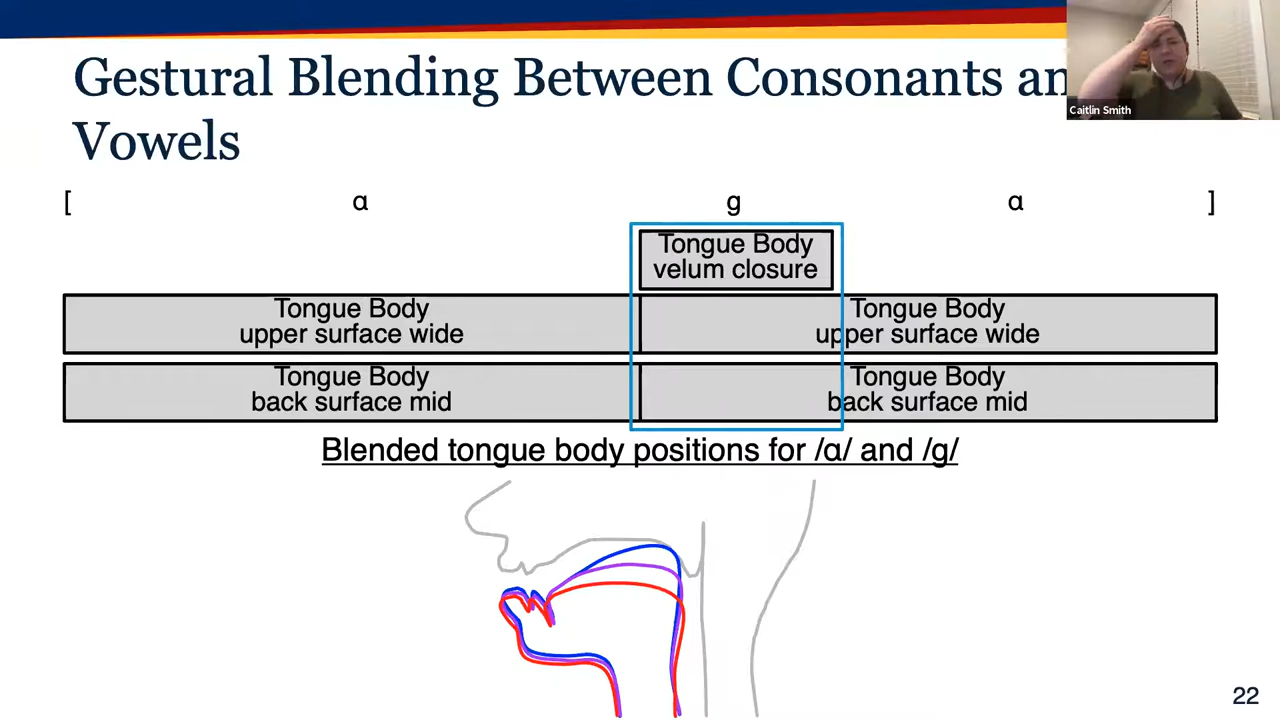 Gestural Blending Between Consonants an
Vowels
Caitlin Smith
[ ɑ g ɑ ]
Tongue Body
velum closure
Tongue Body
upper surface wide
Tongue Body
upper surface wide
Tongue Body
back surface mid
Tongue Body
back surface mid
Blended tongue body positions for /ɑ/ and /g/
22